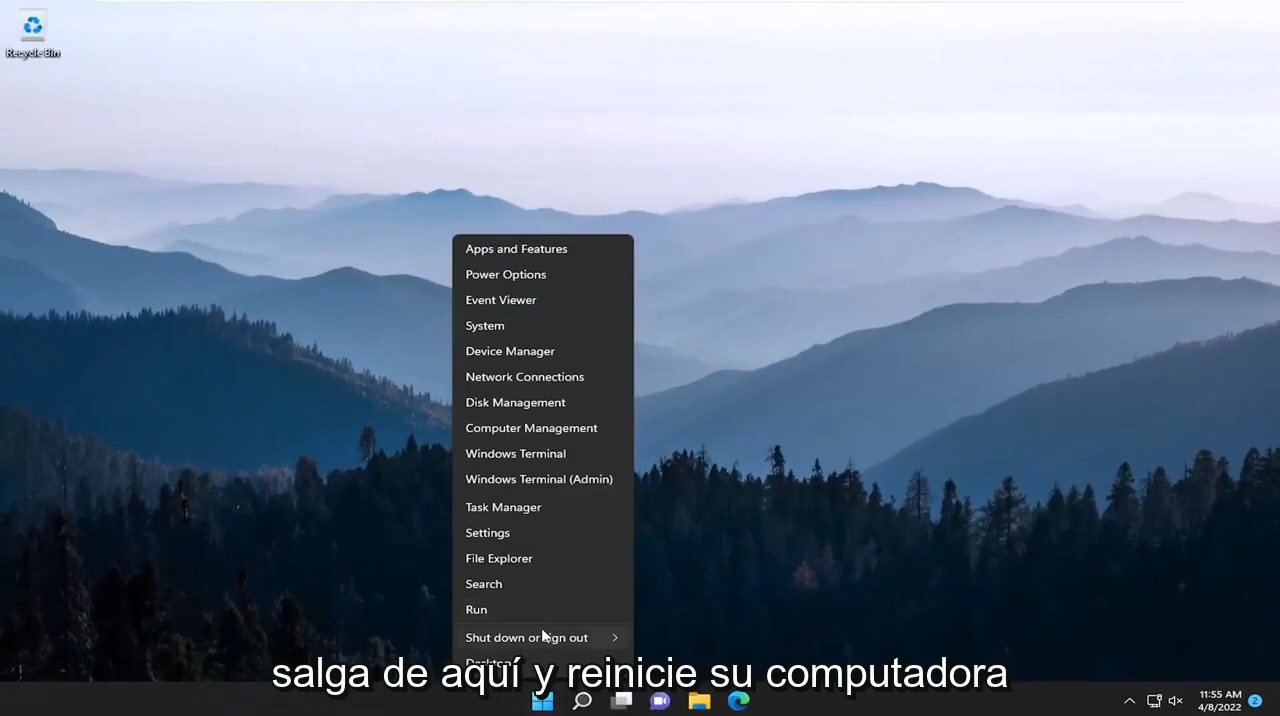 Recycle Bin
Apps and Features
Power Options
Event Viewer
System
Device Manager
Network Connections
Disk Management
Computer Management
Windows Terminal
Windows Terminal (Admin)
Task Manager
Settings
File Explorer
Search
Run
Shut down or sign out
Desktop
salga de aquí y reinicie su computadora
11:55 AM
4/8/2022
2